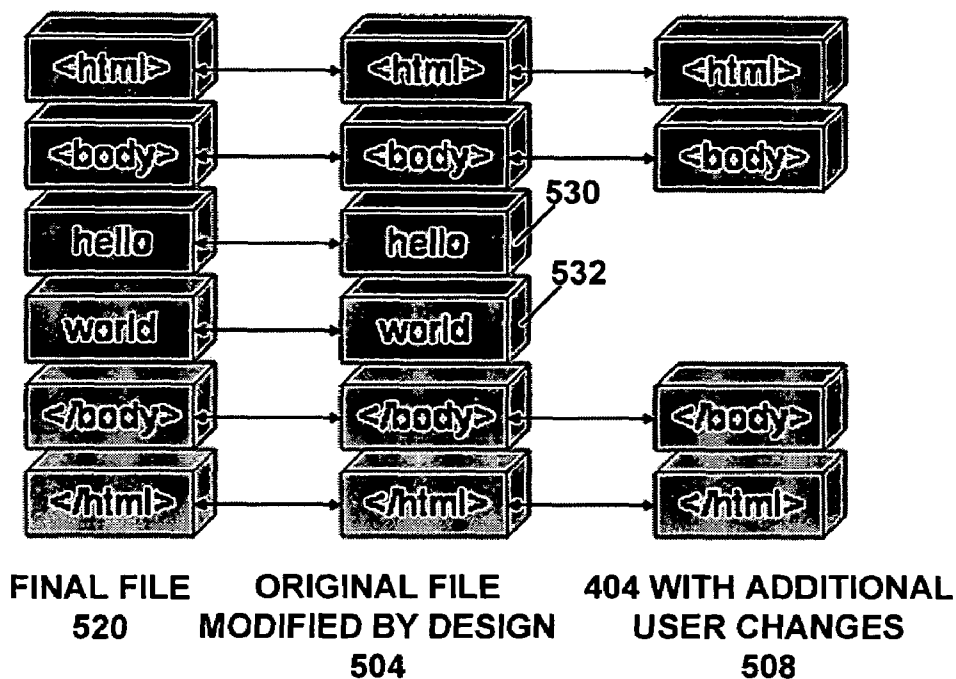 <html> <html> <html>
<body> <body> <body>
530
hello hello
532
world world
</body> </body> </body>
</html> </html> </html>
FINAL FILE ORIGINAL FILE 404 WITH ADDITIONAL
520 MODIFIED BY DESIGN USER CHANGES
504 508